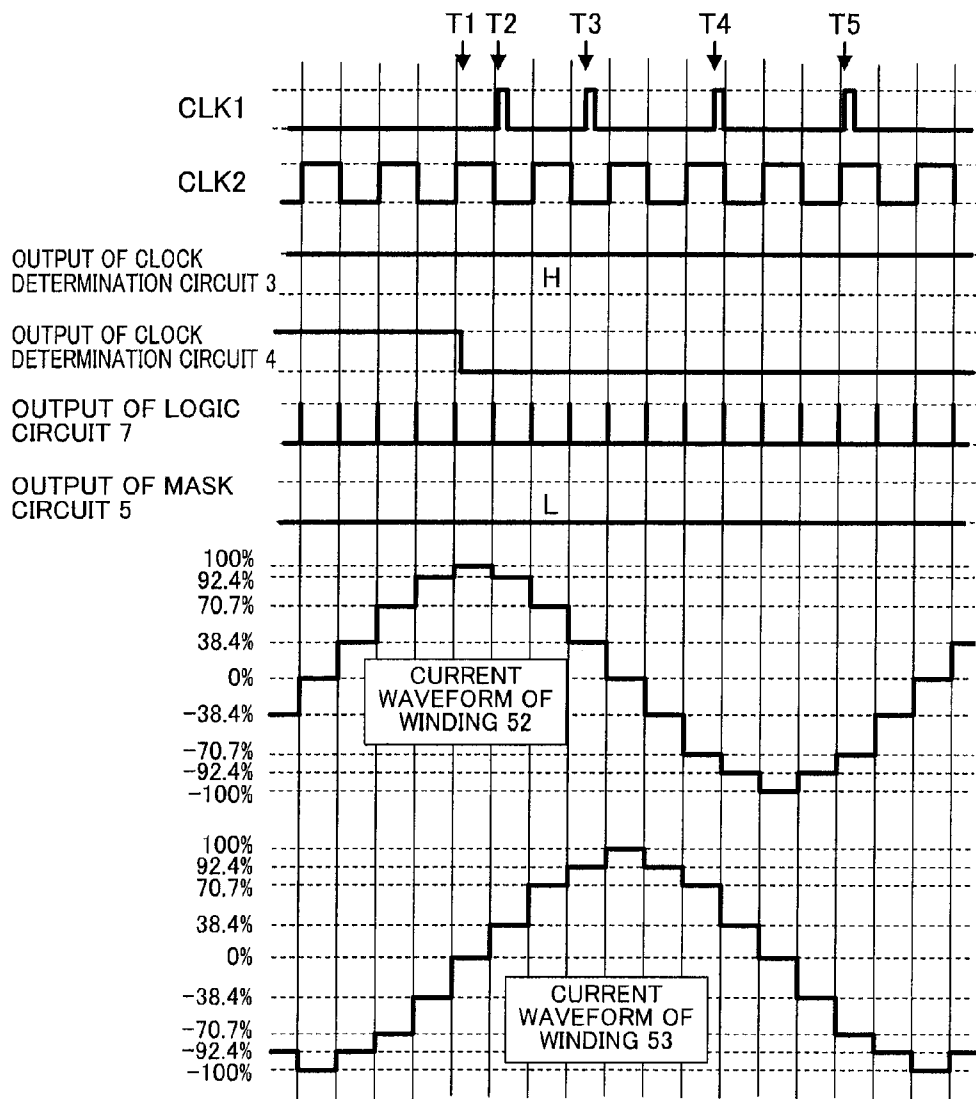 T1 T2 T3 T4 T5
CLK1
CLK2
OUTPUT OF CLOCK
DETERMINATION CIRCUIT 3
H
OUTPUT OF CLOCK
DETERMINATION CIRCUIT 4
OUTPUT OF LOGIC
CIRCUIT 7
OUTPUT OF MASK
CIRCUIT 5
L
100%
92.4%
70.7%
38.4%
0%
-38.4%
-70.7%
-92.4%
-100%
CURRENT
WAVEFORM OF
WINDING 52
100%
92.4%
70.7%
38.4%
0%
-38.4%
-70.7%
-92.4%
-100%
CURRENT
WAVEFORM OF
WINDING 53